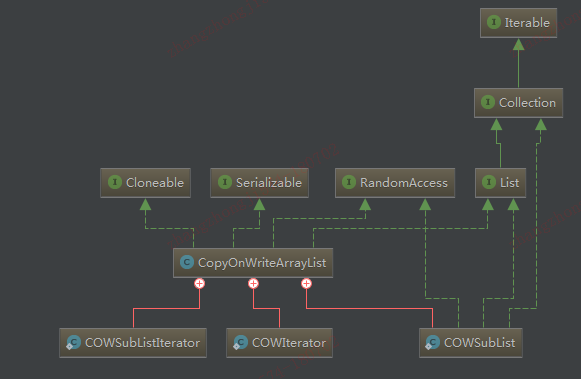 I Iterable
I Collection
I Cloneable
I Serializable
I RandomAccess
I List
C CopyOnWriteArrayList
C COWSubListIterator
C COWIterator
C COWSubList